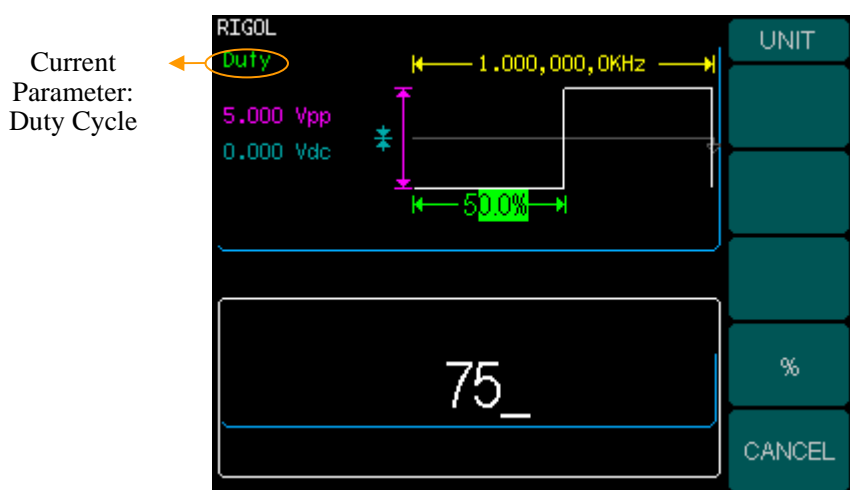 RIGOL
UNIT
Current
Parameter:
Duty Cycle
Duty
1.000,000,0KHz
5.000 Vpp
0.000 Vdc
50.0%
75_
%
CANCEL